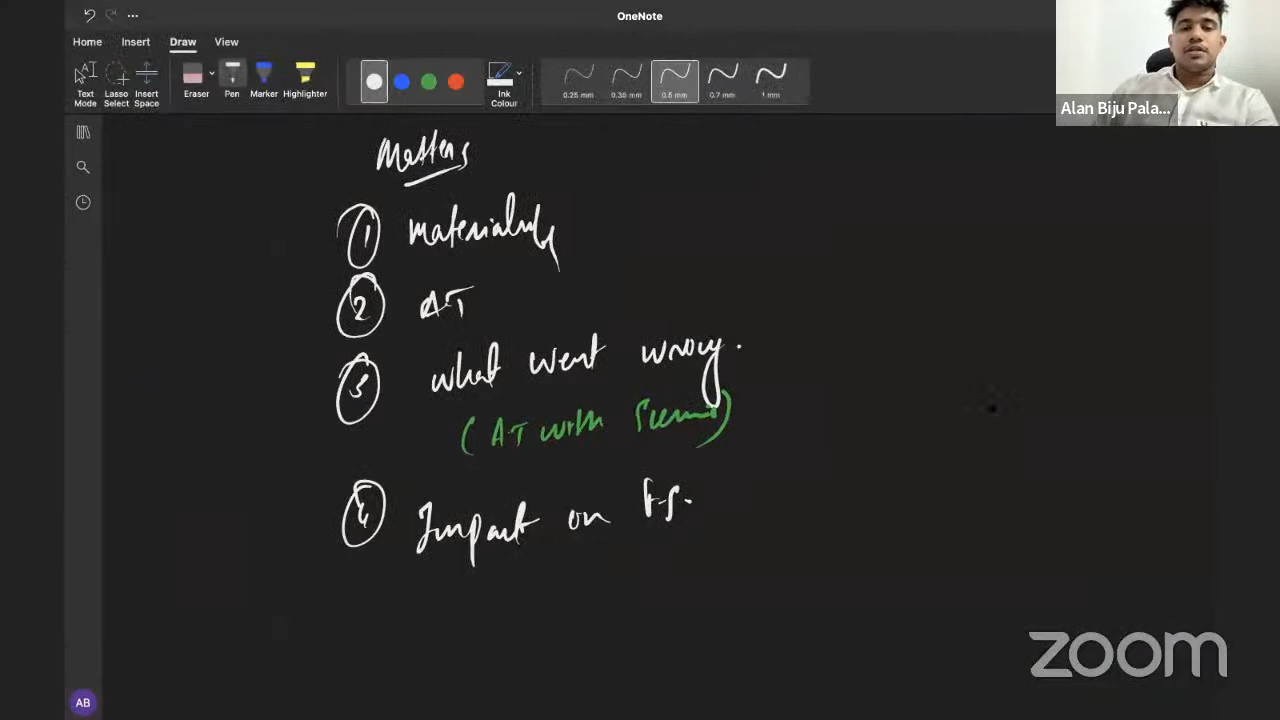 OneNote
Home Insert Draw View
Text Mode Lasso Select Insert Space Eraser Pen Marker Highlighter Ink Colour 0.25 mm 0.35 mm 0.5 mm 0.7 mm 1 mm
Alan Biju Pala...
Matters
1 Materiality
2 AT
3 What went wrong.
(AT with
4 Impact on F.S.
zoom
AB